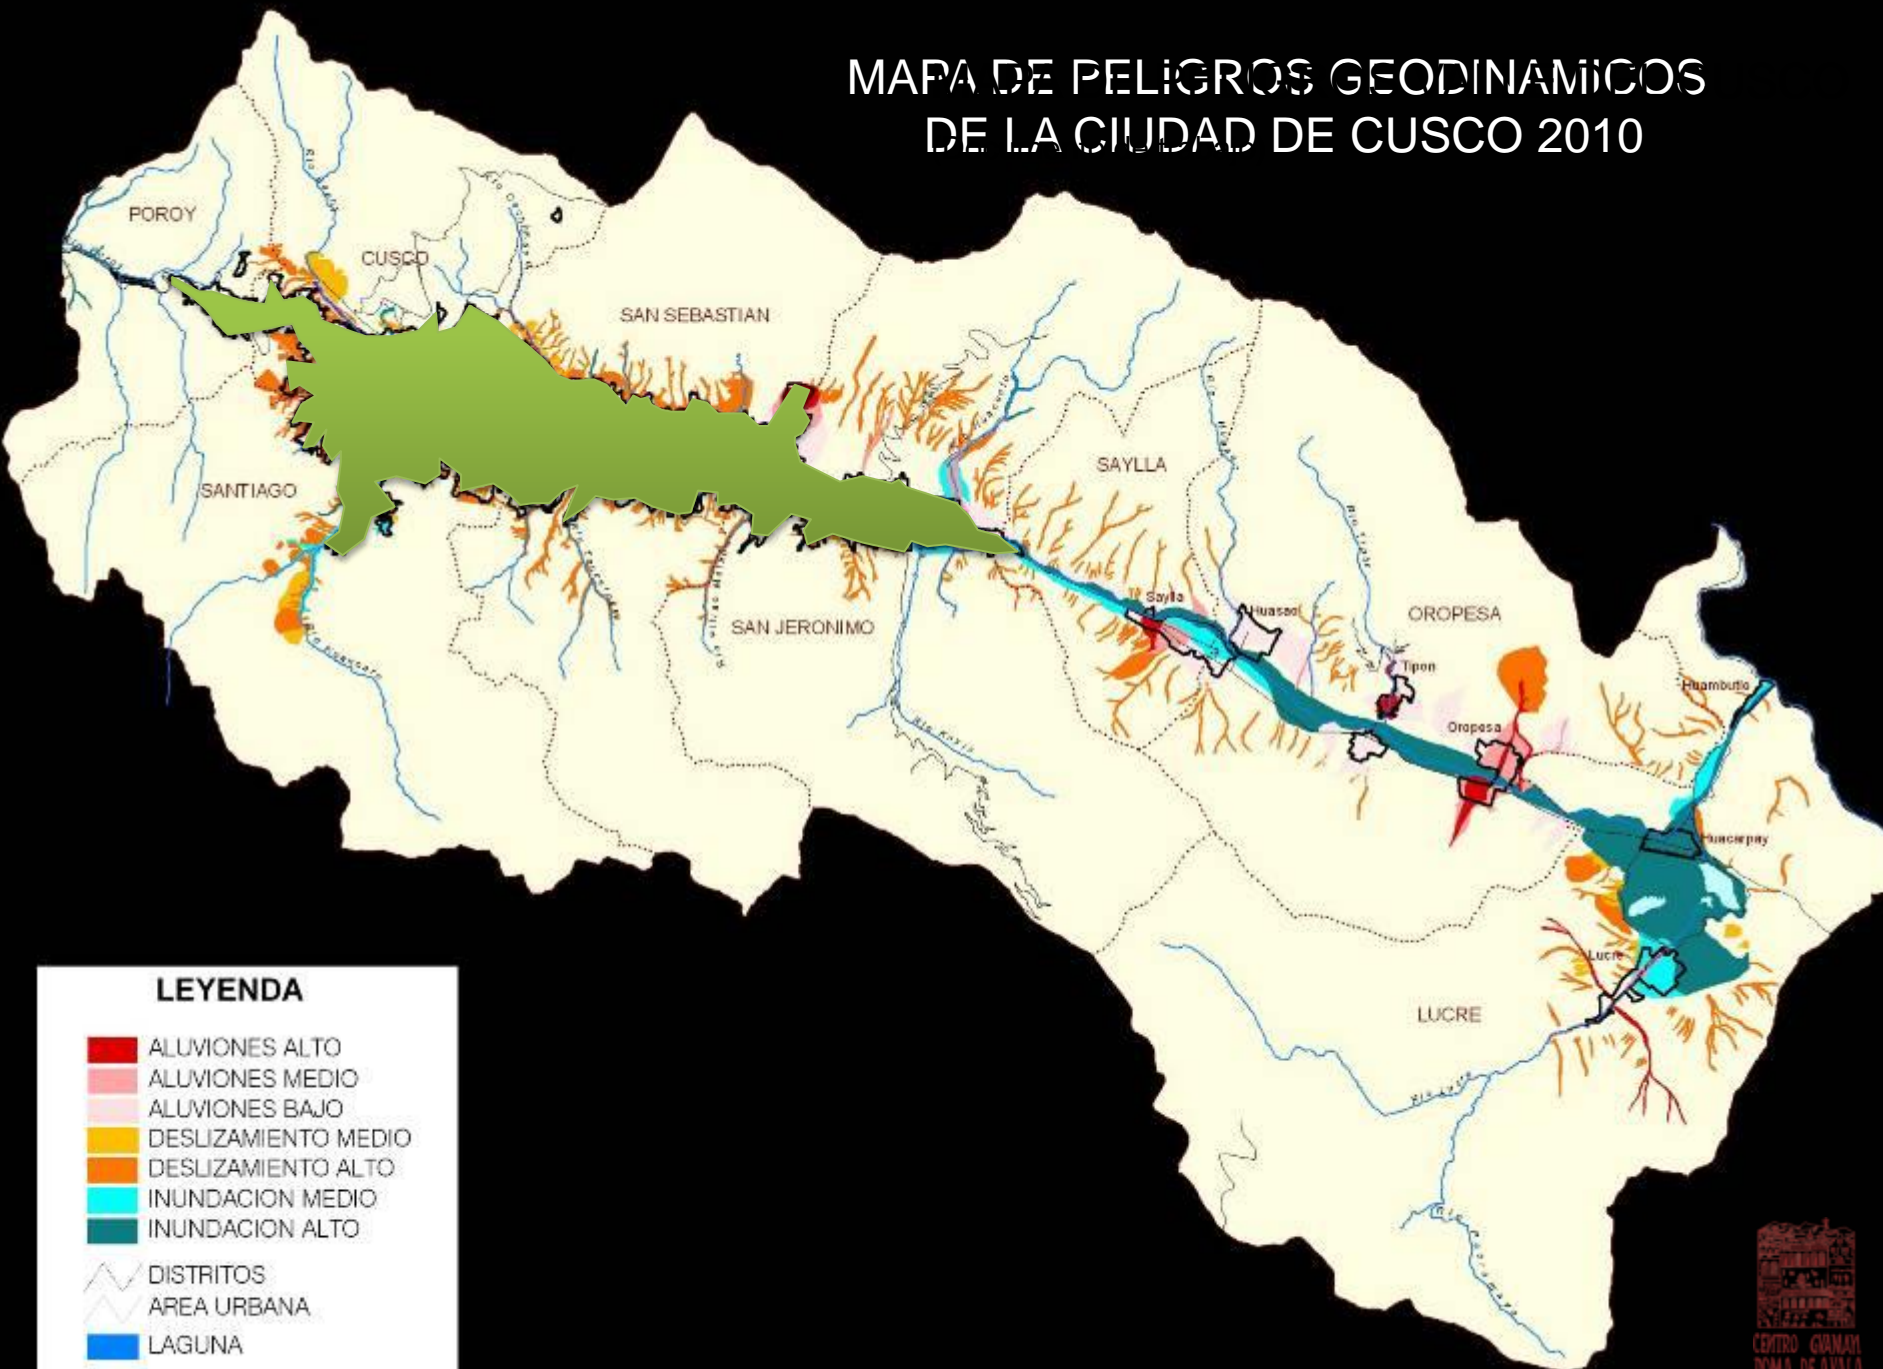 MAPA DE PELIGROS GEODINAMICOS
DE LA CIUDAD DE CUSCO 2010
POROY
CUSCO
SAN SEBASTIAN
SANTIAGO
SAYLLA
SAN JERONIMO
Saylla
Huasao
OROPESA
Tipon
Huambutio
Oropesa
Huacarpay
Lucre
LUCRE
Rio Lucre
LEYENDA
ALUVIONES ALTO
ALUVIONES MEDIO
ALUVIONES BAJO
DESLIZAMIENTO MEDIO
DESLIZAMIENTO ALTO
INUNDACION MEDIO
INUNDACION ALTO
DISTRITOS
AREA URBANA
LAGUNA
CENTRO GUAMAN
POMA DE AYALA